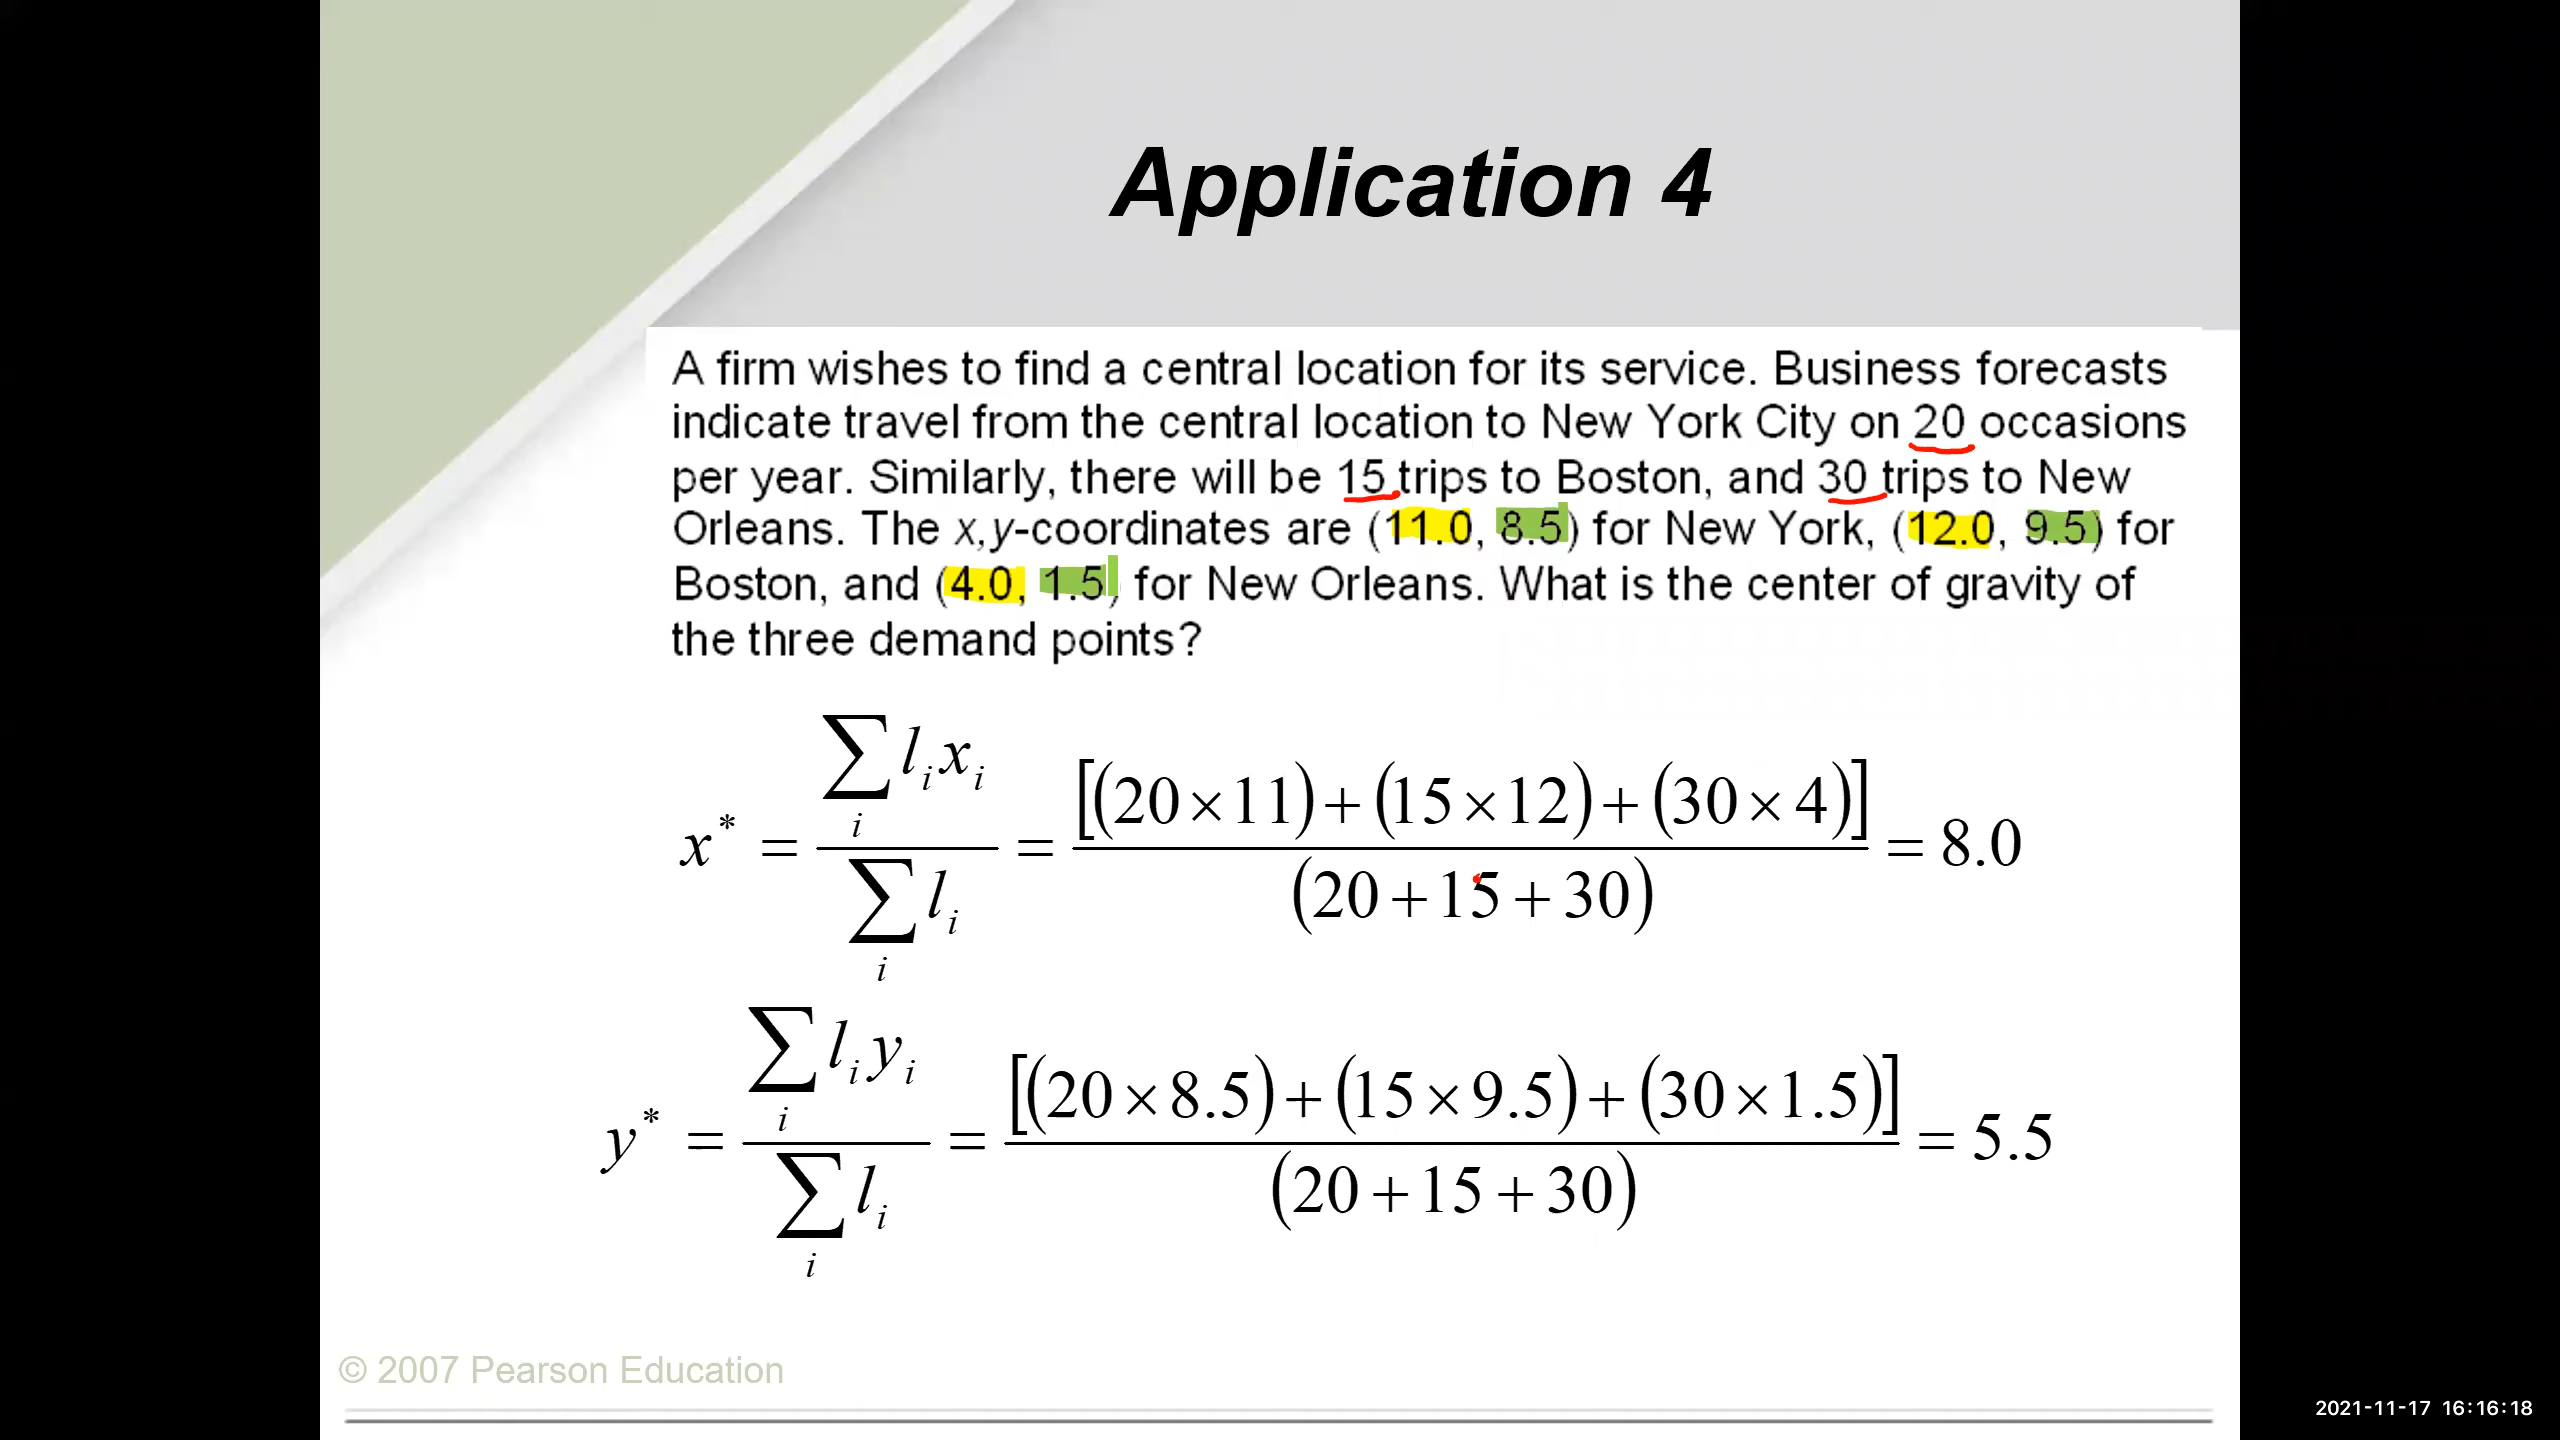 Application 4
A firm wishes to find a central location for its service. Business forecasts
indicate travel from the central location to New York City on 20 occasions
per year. Similarly, there will be 15 trips to Boston, and 30 trips to New
Orleans. The x,y-coordinates are (11.0, 8.5) for New York, (12.0, 9.5) for
Boston, and (4.0, 1.5) for New Orleans. What is the center of gravity of
the three demand points?
x* = ∑_i l_i x_i / ∑_i l_i = [(20×11)+(15×12)+(30×4)] / (20+15+30) = 8.0
y* = ∑_i l_i y_i / ∑_i l_i = [(20×8.5)+(15×9.5)+(30×1.5)] / (20+15+30) = 5.5
© 2007 Pearson Education
2021-11-17 16:16:18